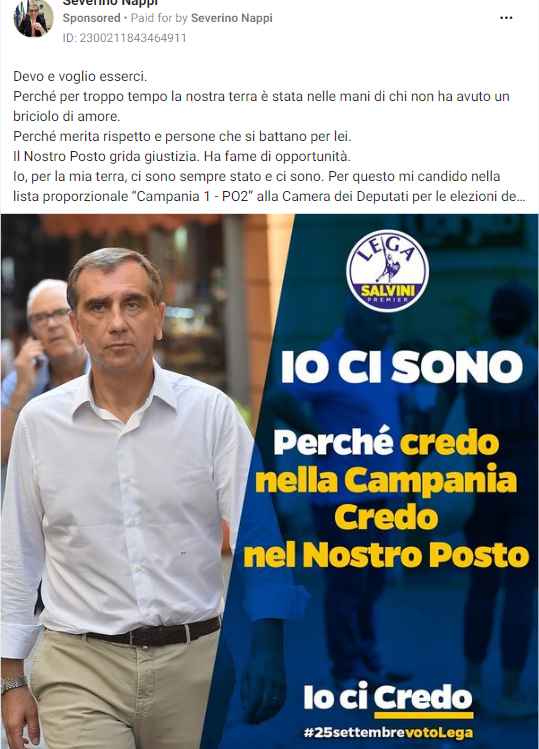 Severino Nappi
Sponsored • Paid for by Severino Nappi
ID: 2300211843464911
Devo e voglio esserci.
Perché per troppo tempo la nostra terra è stata nelle mani di chi non ha avuto un
briciolo di amore.
Perché merita rispetto e persone che si battano per lei.
Il Nostro Posto grida giustizia. Ha fame di opportunità.
Io, per la mia terra, ci sono sempre stato e ci sono. Per questo mi candido nella
lista proporzionale “Campania 1 - PO2” alla Camera dei Deputati per le elezioni de...
LEGA
SALVINI
PREMIER
IO CI SONO
Perché credo
nella Campania
Credo
nel Nostro Posto
Io ci Credo
#25settembrevotoLega